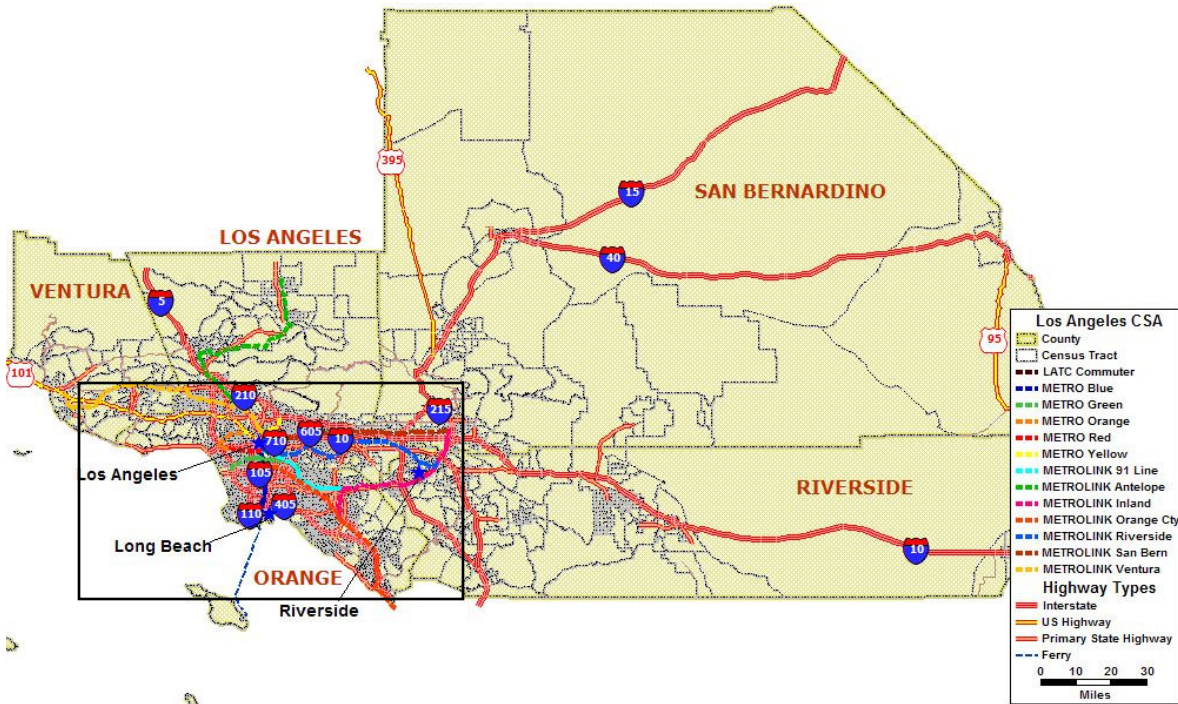 395
15
SAN BERNARDINO
LOS ANGELES
40
VENTURA
5
95
101
210
215
605
710
10
Los Angeles
105
RIVERSIDE
110
405
Long Beach
10
ORANGE
Riverside
Los Angeles CSA
County
Census Tract
LATC Commuter
METRO Blue
METRO Green
METRO Orange
METRO Red
METRO Yellow
METROLINK 91 Line
METROLINK Antelope
METROLINK Inland
METROLINK Orange Cty
METROLINK Riverside
METROLINK San Bern
METROLINK Ventura
Highway Types
Interstate
US Highway
Primary State Highway
Ferry
0 10 20 30
Miles